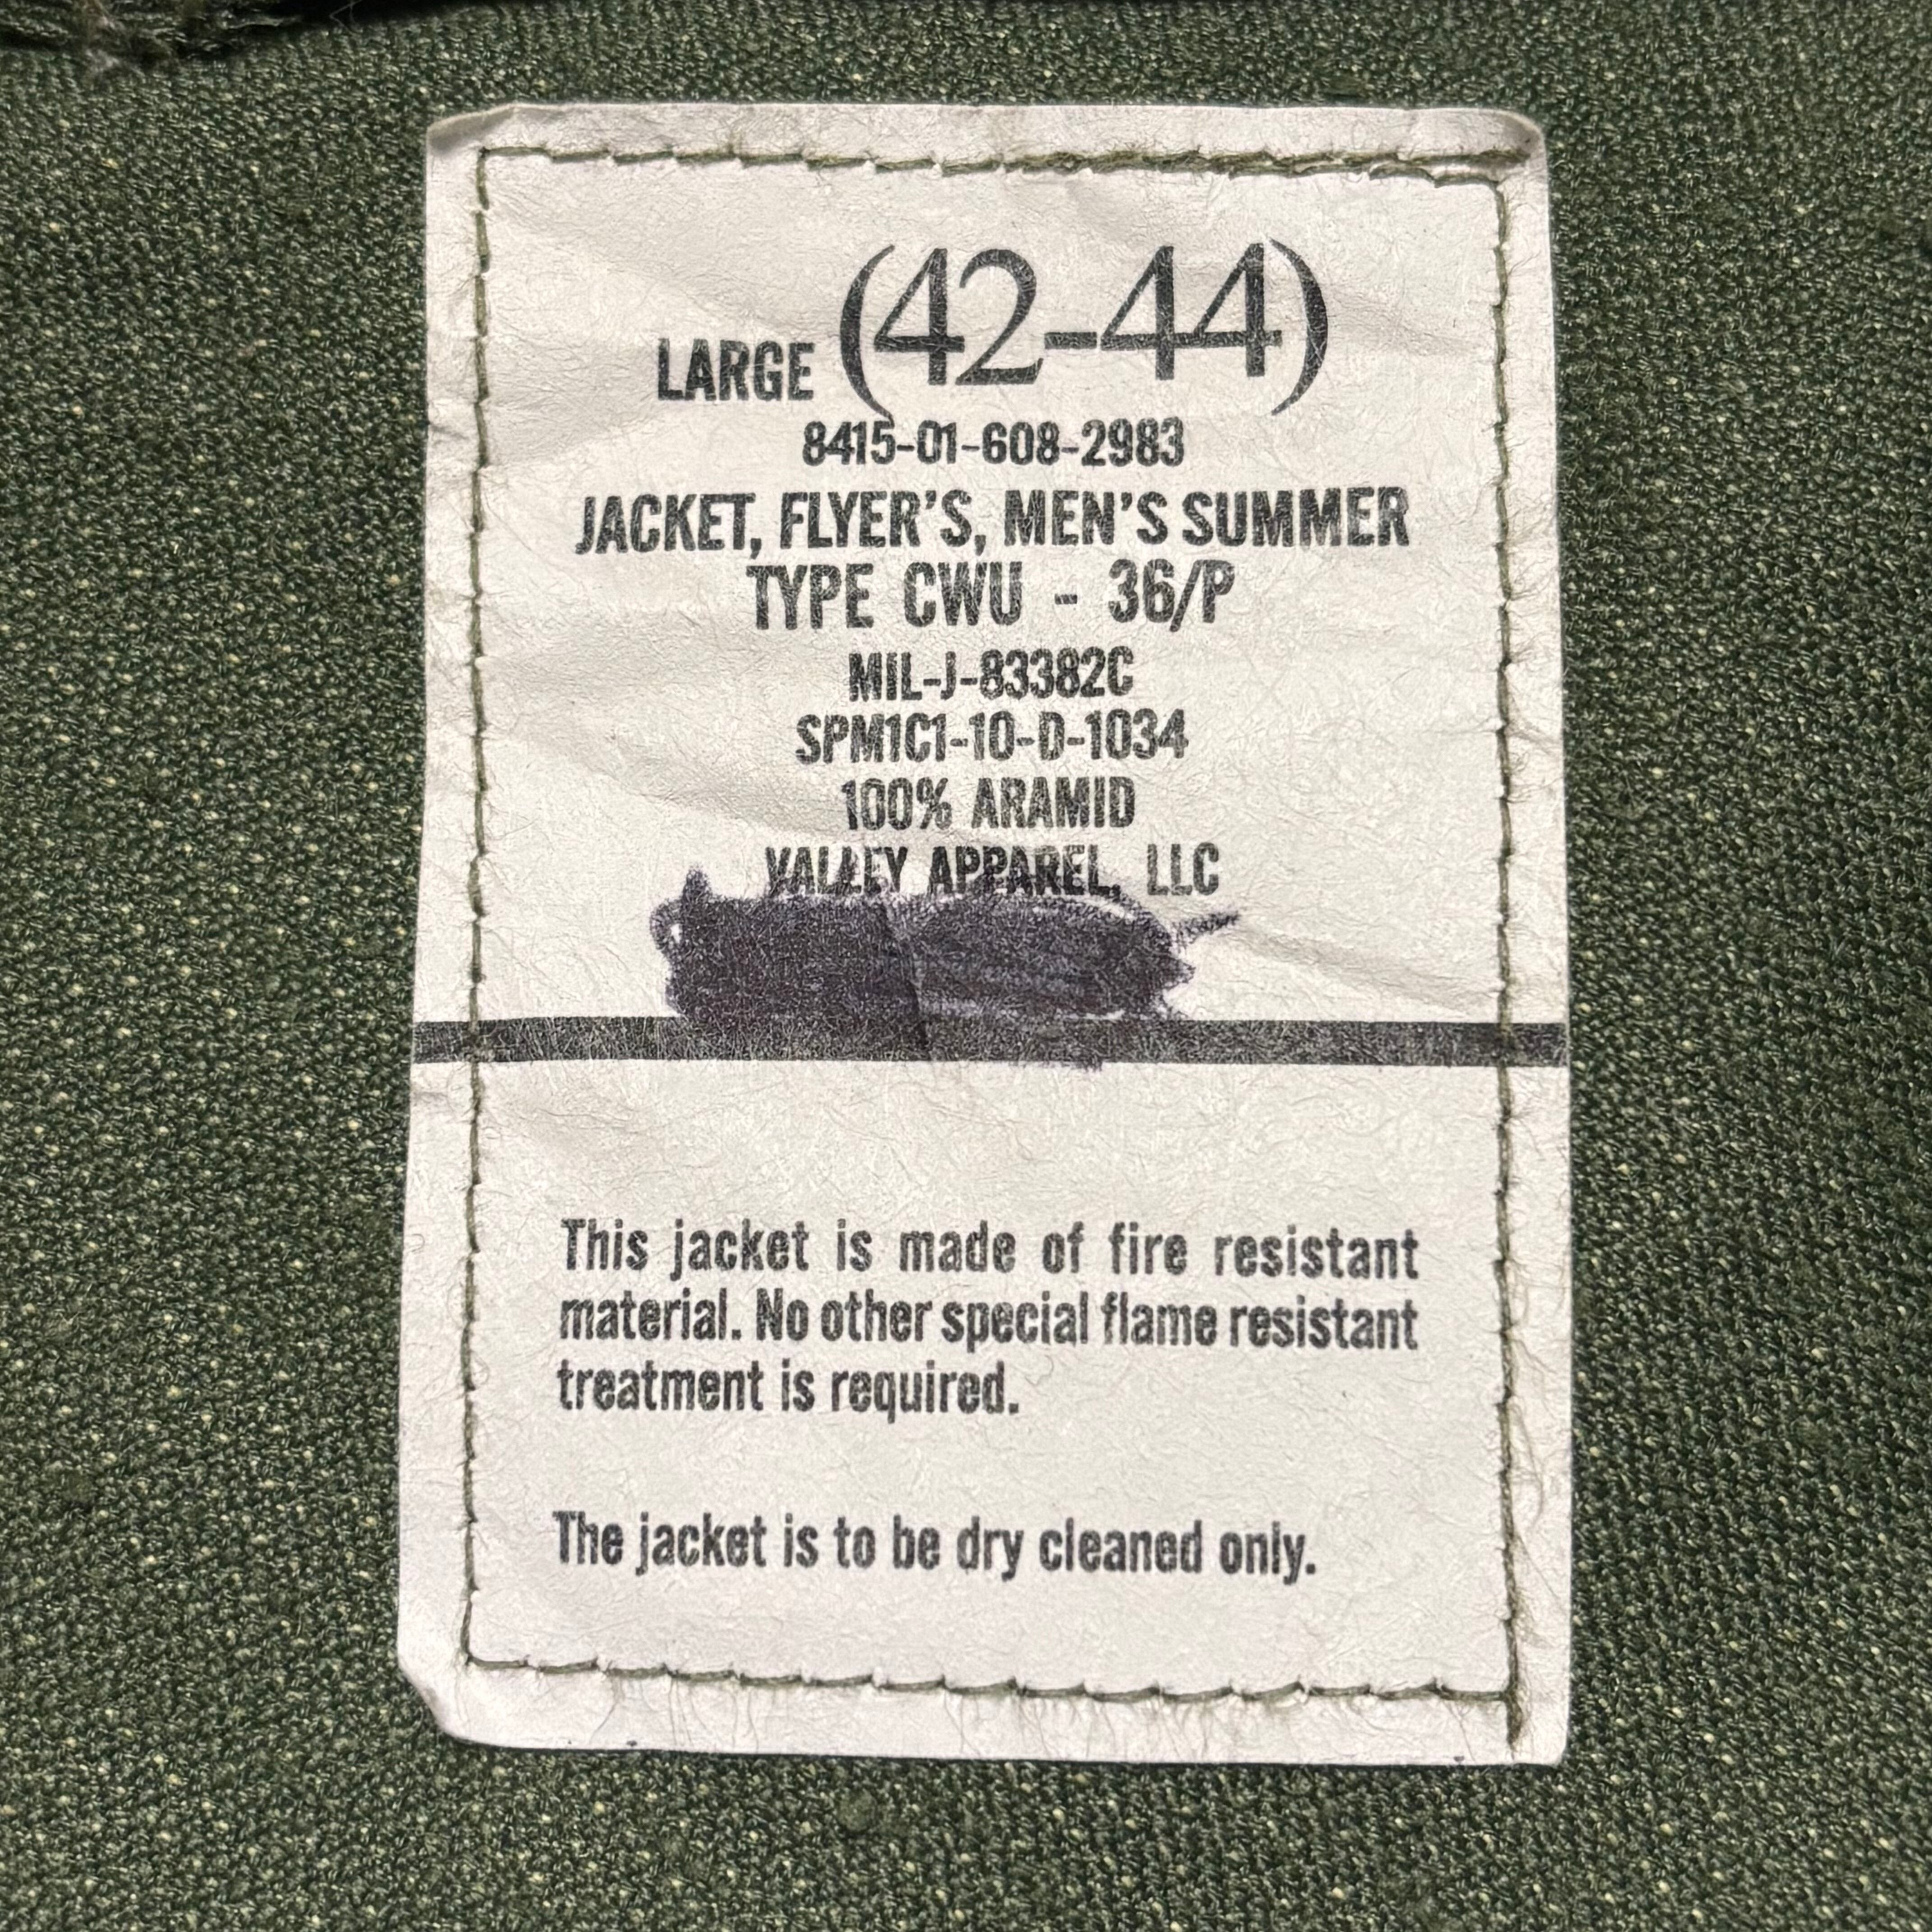 LARGE (42-44)
8415-01-608-2983
JACKET, FLYER'S, MEN'S SUMMER
TYPE CWU - 36/P
MIL-J-83382C
SPM1C1-10-D-1034
100% ARAMID
VALLEY APPAREL, LLC
This jacket is made of fire resistant
material. No other special flame resistant
treatment is required.
The jacket is to be dry cleaned only.